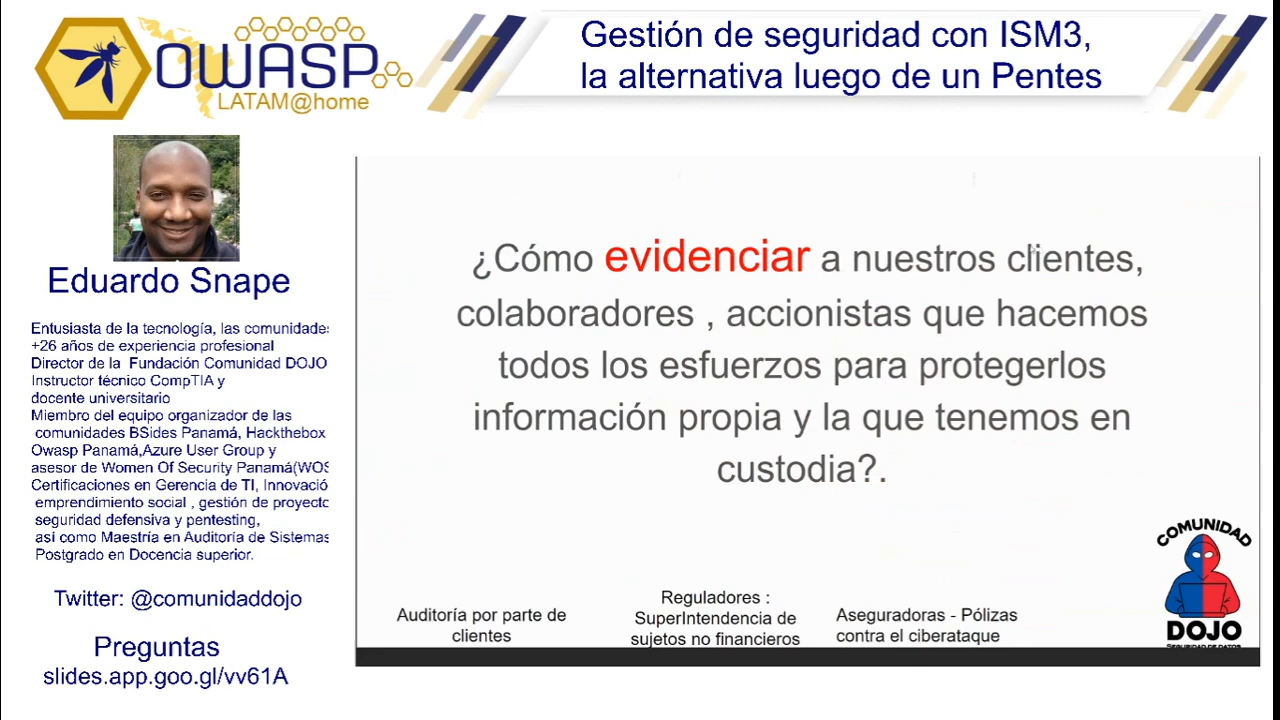 OWASP
LATAM@home
Gestión de seguridad con ISM3,
la alternativa luego de un Pentes
Eduardo Snape
Entusiasta de la tecnología, las comunidades
+26 años de experiencia profesional
Director de la Fundación Comunidad DOJO
Instructor técnico CompTIA y
docente universitario
Miembro del equipo organizador de las
comunidades BSides Panamá, Hackthebox
Owasp Panamá,Azure User Group y
asesor de Women Of Security Panamá(WOS
Certificaciones en Gerencia de TI, Innovació
emprendimiento social , gestión de proyecto
seguridad defensiva y pentesting,
así como Maestría en Auditoría de Sistemas
Postgrado en Docencia superior.
Twitter: @comunidaddojo
Preguntas
slides.app.goo.gl/vv61A
¿Cómo evidenciar a nuestros clientes,
colaboradores , accionistas que hacemos
todos los esfuerzos para protegerlos
información propia y la que tenemos en
custodia?.
Auditoría por parte de
clientes
Reguladores :
SuperIntendencia de
sujetos no financieros
Aseguradoras - Pólizas
contra el ciberataque
COMUNIDAD
DOJO
SEGURIDAD DE DATOS